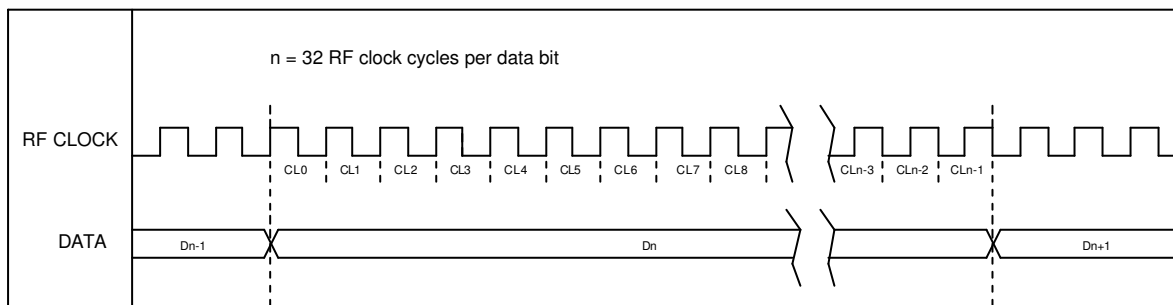 n = 32 RF clock cycles per data bit
RF CLOCK
CL0 CL1 CL2 CL3 CL4 CL5 CL6 CL7 CL8 CLn-3 CLn-2 CLn-1
DATA
Dn-1 Dn Dn+1